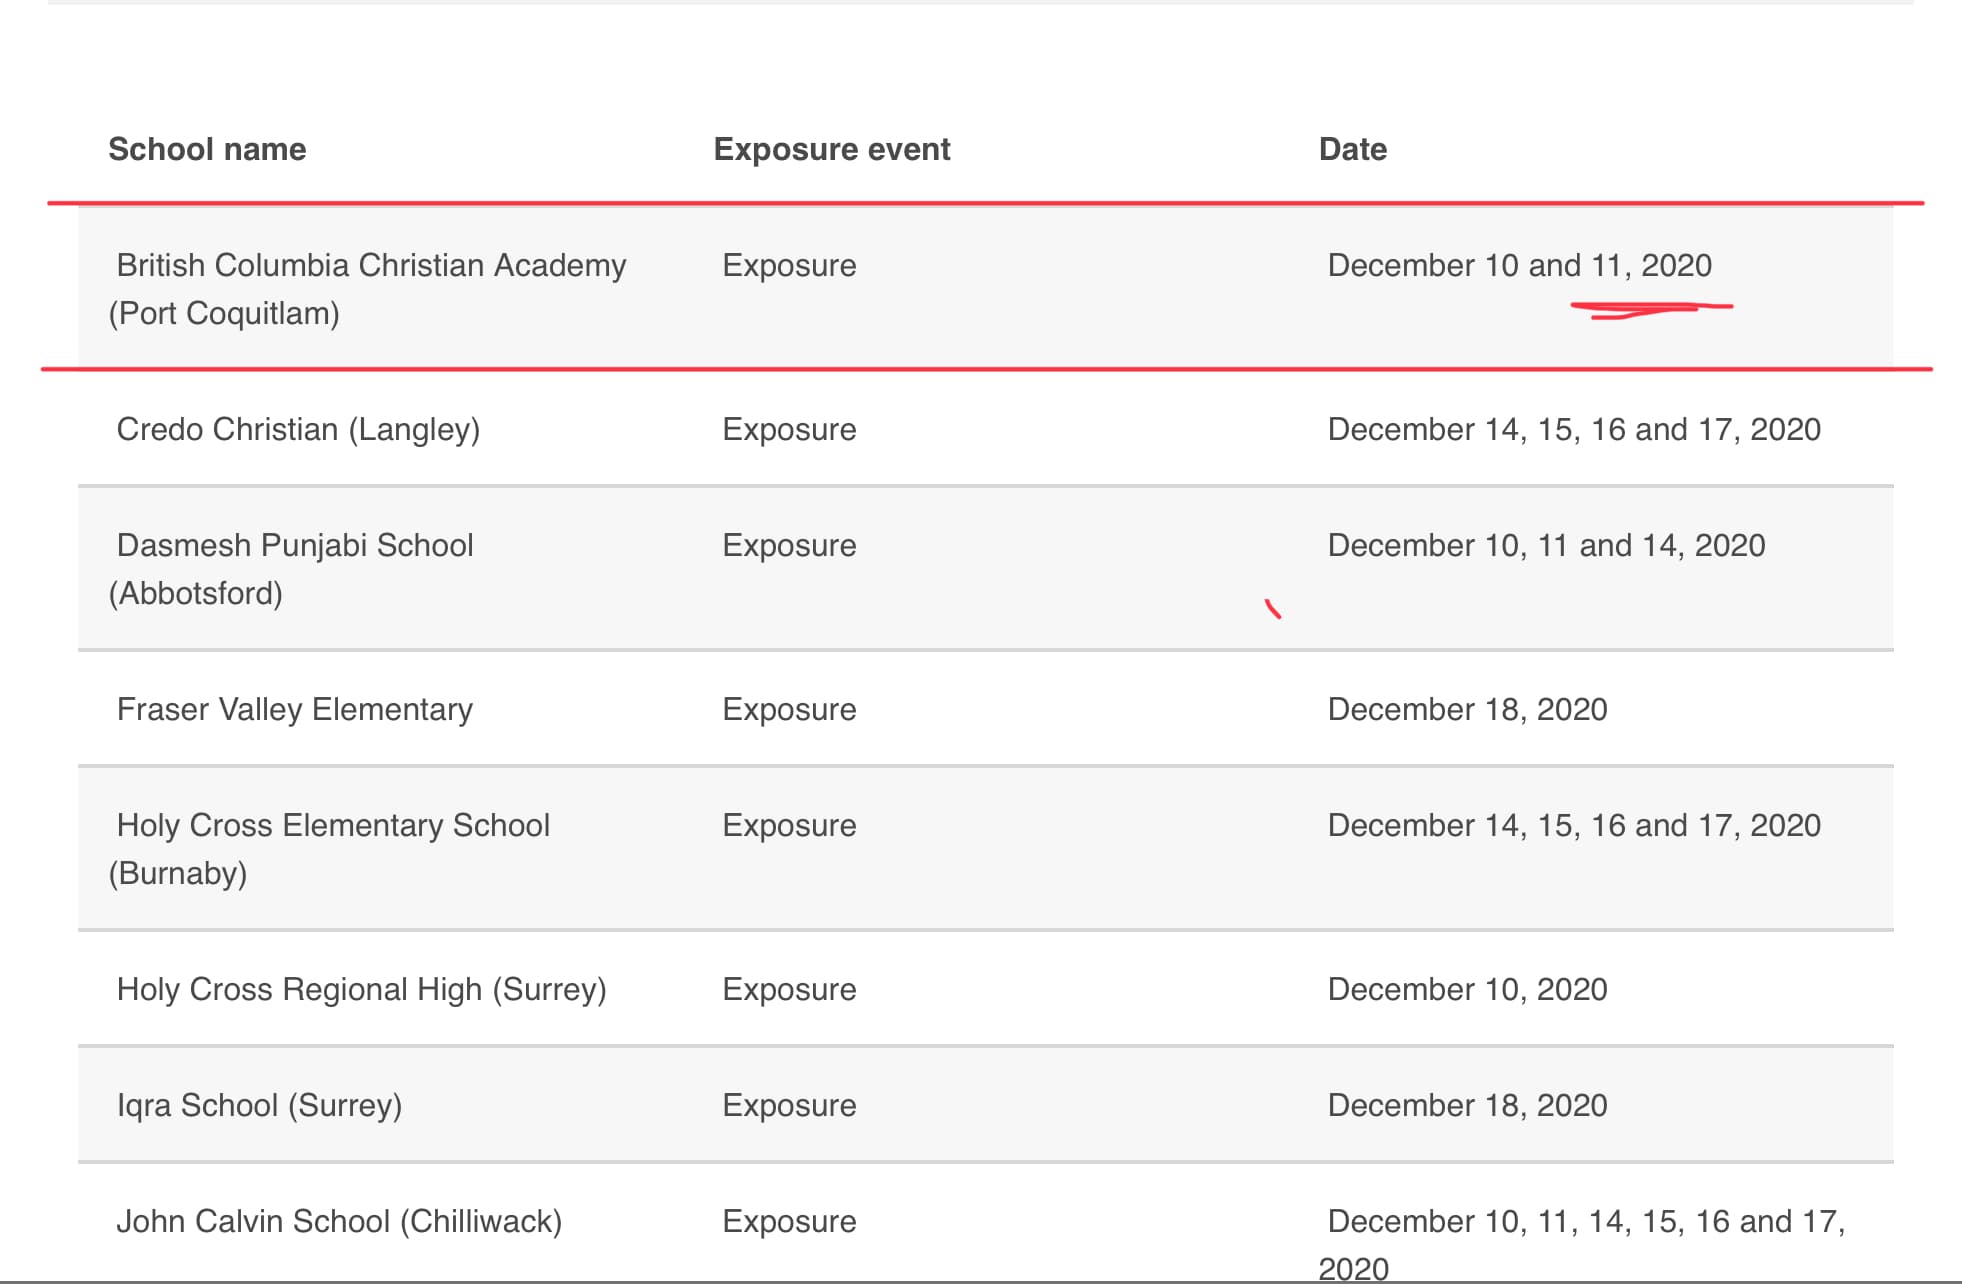 School name Exposure event Date
British Columbia Christian Academy Exposure December 10 and 11, 2020
(Port Coquitlam)
Credo Christian (Langley) Exposure December 14, 15, 16 and 17, 2020
Dasmesh Punjabi School Exposure December 10, 11 and 14, 2020
(Abbotsford)
Fraser Valley Elementary Exposure December 18, 2020
Holy Cross Elementary School Exposure December 14, 15, 16 and 17, 2020
(Burnaby)
Holy Cross Regional High (Surrey) Exposure December 10, 2020
Iqra School (Surrey) Exposure December 18, 2020
John Calvin School (Chilliwack) Exposure December 10, 11, 14, 15, 16 and 17,
2020